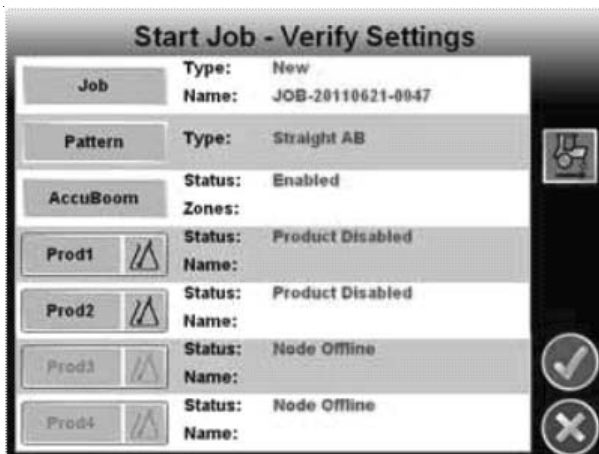 Start Job - Verify Settings
Job
Type: New
Name: JOB-20110621-0947
Pattern
Type: Straight AB
AccuBoom
Status: Enabled
Zones:
Prod1
Status: Product Disabled
Name:
Prod2
Status: Product Disabled
Name:
Prod3
Status: Node Offline
Name:
Prod4
Status: Node Offline
Name: